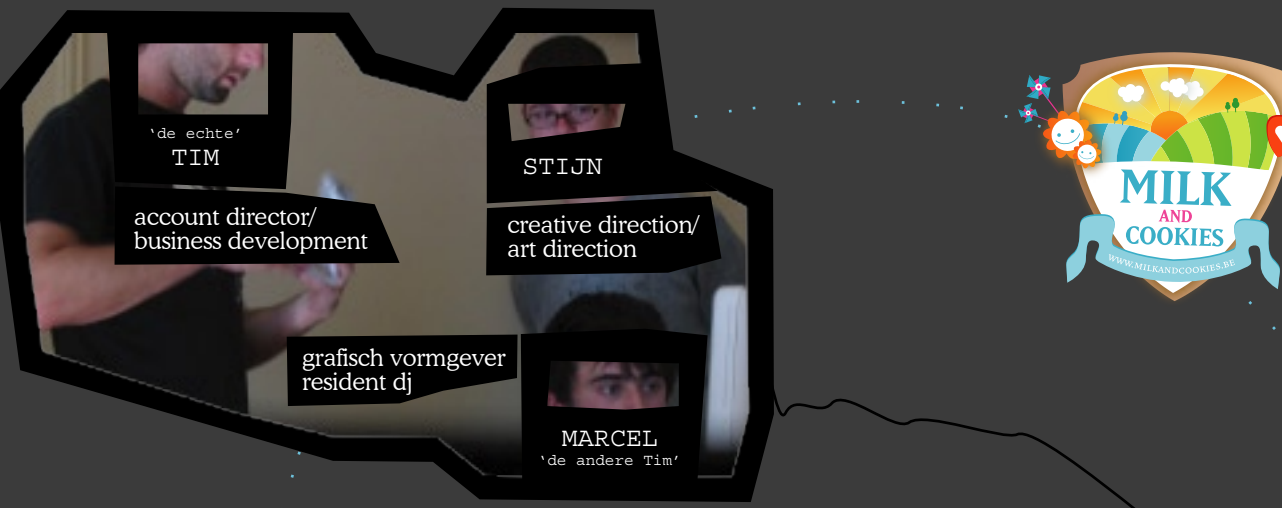 ‘de echte’
TIM
account director/
business development
STIJN
creative direction/
art direction
grafisch vormgever
resident dj
MARCEL
‘de andere Tim’
MILK
AND
COOKIES
WWW.MILKANDCOOKIES.BE